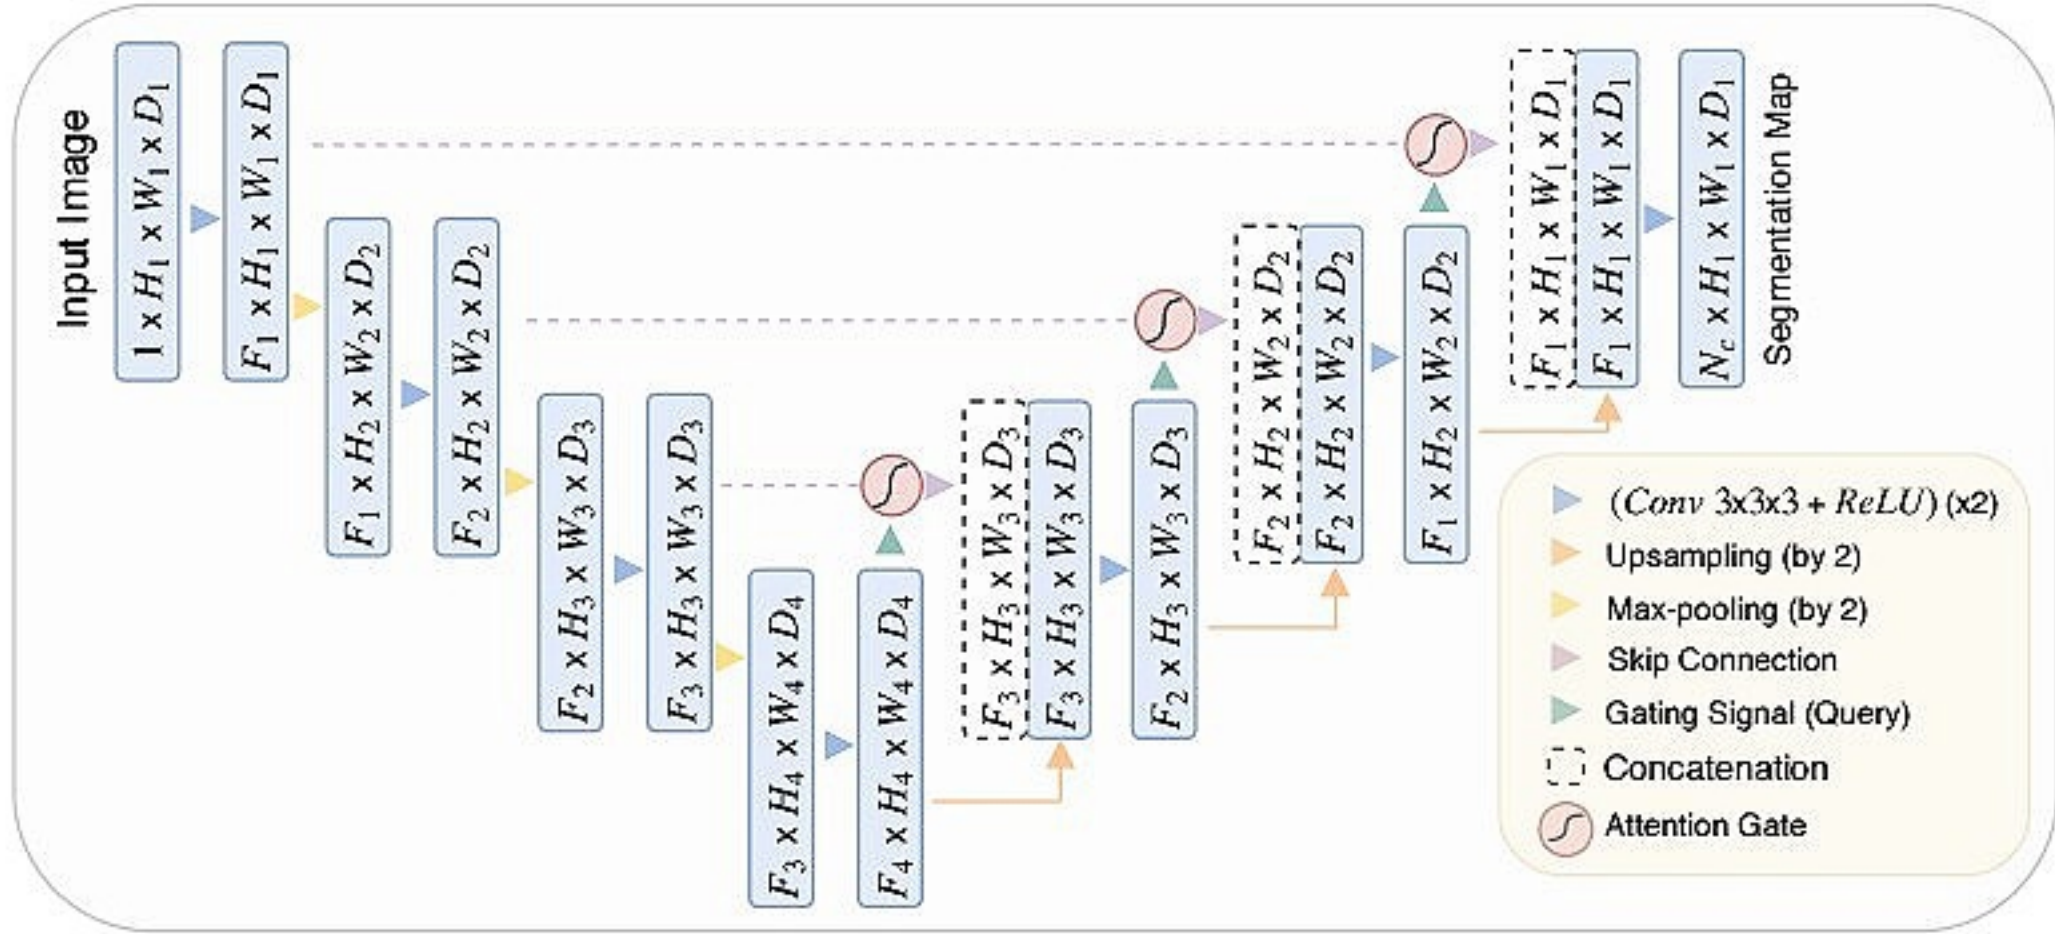 Input Image
1 x H₁ x W₁ x D₁
F₁ x H₁ x W₁ x D₁
F₁ x H₂ x W₂ x D₂
F₂ x H₂ x W₂ x D₂
F₂ x H₃ x W₃ x D₃
F₃ x H₃ x W₃ x D₃
F₃ x H₄ x W₄ x D₄
F₄ x H₄ x W₄ x D₄
F₃ x H₃ x W₃ x D₃
F₃ x H₃ x W₃ x D₃
F₂ x H₃ x W₃ x D₃
F₂ x H₂ x W₂ x D₂
F₂ x H₂ x W₂ x D₂
F₁ x H₂ x W₂ x D₂
F₁ x H₁ x W₁ x D₁
F₁ x H₁ x W₁ x D₁
N_c x H₁ x W₁ x D₁
Segmentation Map
(Conv 3x3x3 + ReLU) (x2)
Upsampling (by 2)
Max-pooling (by 2)
Skip Connection
Gating Signal (Query)
Concatenation
Attention Gate